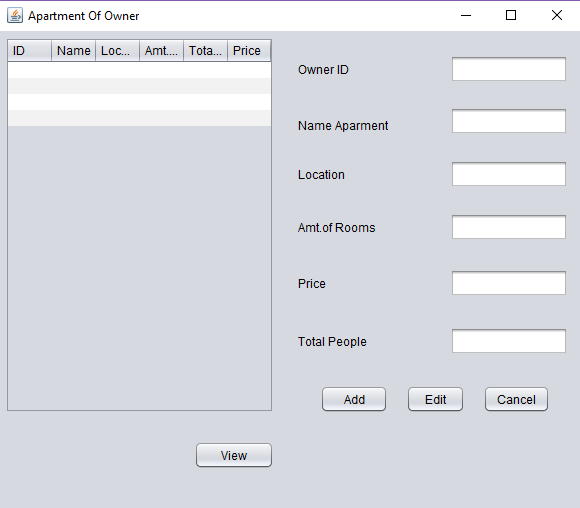 Apartment Of Owner
ID Name Loc... Amt.... Tota... Price
Owner ID
Name Aparment
Location
Amt.of Rooms
Price
Total People
Add Edit Cancel
View